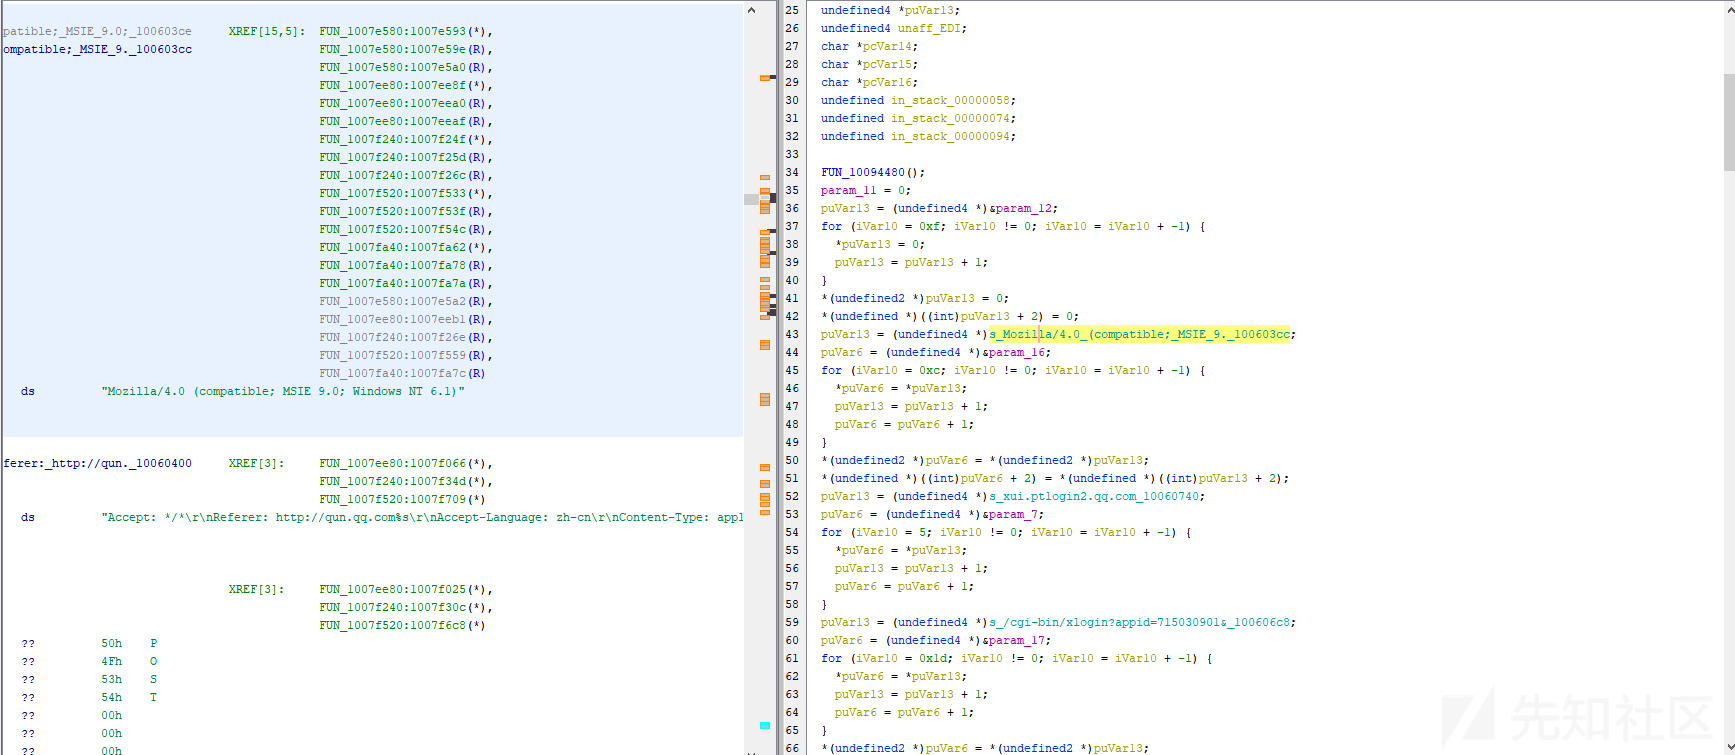 patible;_MSIE_9.0;_100603ce XREF[15,5]: FUN_1007e580:1007e593(*),
ompatible;_MSIE_9._100603cc FUN_1007e580:1007e59e(R),
FUN_1007e580:1007e5a0(R),
FUN_1007ee80:1007ee8f(*),
FUN_1007ee80:1007eea0(R),
FUN_1007ee80:1007eeaf(R),
FUN_1007f240:1007f24f(*),
FUN_1007f240:1007f25d(R),
FUN_1007f240:1007f26c(R),
FUN_1007f520:1007f533(*),
FUN_1007f520:1007f53f(R),
FUN_1007f520:1007f54c(R),
FUN_1007fa40:1007fa62(*),
FUN_1007fa40:1007fa78(R),
FUN_1007fa40:1007fa7a(R),
FUN_1007e580:1007e5a2(R),
FUN_1007ee80:1007eeb1(R),
FUN_1007f240:1007f26e(R),
FUN_1007f520:1007f559(R),
FUN_1007fa40:1007fa7c(R)
ds "Mozilla/4.0 (compatible; MSIE 9.0; Windows NT 6.1)"
ferer:_http://qun._10060400 XREF[3]: FUN_1007ee80:1007f066(*),
FUN_1007f240:1007f34d(*),
FUN_1007f520:1007f709(*)
ds "Accept: */*\r\nReferer: http://qun.qq.com%s\r\nAccept-Language: zh-cn\r\nContent-Type: appl
XREF[3]: FUN_1007ee80:1007f025(*),
FUN_1007f240:1007f30c(*),
FUN_1007f520:1007f6c8(*)
?? 50h P
?? 4Fh O
?? 53h S
?? 54h T
?? 00h
?? 00h
?? 00h
25 undefined4 *puVar13;
26 undefined4 unaff_EDI;
27 char *pcVar14;
28 char *pcVar15;
29 char *pcVar16;
30 undefined in_stack_00000058;
31 undefined in_stack_00000074;
32 undefined in_stack_00000094;
33
34 FUN_10094480();
35 param_11 = 0;
36 puVar13 = (undefined4 *)&param_12;
37 for (iVar10 = 0xf; iVar10 != 0; iVar10 = iVar10 + -1) {
38 *puVar13 = 0;
39 puVar13 = puVar13 + 1;
40 }
41 *(undefined2 *)puVar13 = 0;
42 *(undefined *)((int)puVar13 + 2) = 0;
43 puVar13 = (undefined4 *)s_Mozilla/4.0_(compatible;_MSIE_9._100603cc;
44 puVar6 = (undefined4 *)&param_16;
45 for (iVar10 = 0xc; iVar10 != 0; iVar10 = iVar10 + -1) {
46 *puVar6 = *puVar13;
47 puVar13 = puVar13 + 1;
48 puVar6 = puVar6 + 1;
49 }
50 *(undefined2 *)puVar6 = *(undefined2 *)puVar13;
51 *(undefined *)((int)puVar6 + 2) = *(undefined *)((int)puVar13 + 2);
52 puVar13 = (undefined4 *)s_xui.ptlogin2.qq.com_10060740;
53 puVar6 = (undefined4 *)&param_7;
54 for (iVar10 = 5; iVar10 != 0; iVar10 = iVar10 + -1) {
55 *puVar6 = *puVar13;
56 puVar13 = puVar13 + 1;
57 puVar6 = puVar6 + 1;
58 }
59 puVar13 = (undefined4 *)s_/cgi-bin/xlogin?appid=715030901&_100606c8;
60 puVar6 = (undefined4 *)&param_17;
61 for (iVar10 = 0x1d; iVar10 != 0; iVar10 = iVar10 + -1) {
62 *puVar6 = *puVar13;
63 puVar13 = puVar13 + 1;
64 puVar6 = puVar6 + 1;
65 }
66 *(undefined2 *)puVar6 = *(undefined2 *)puVar13;
先知社区